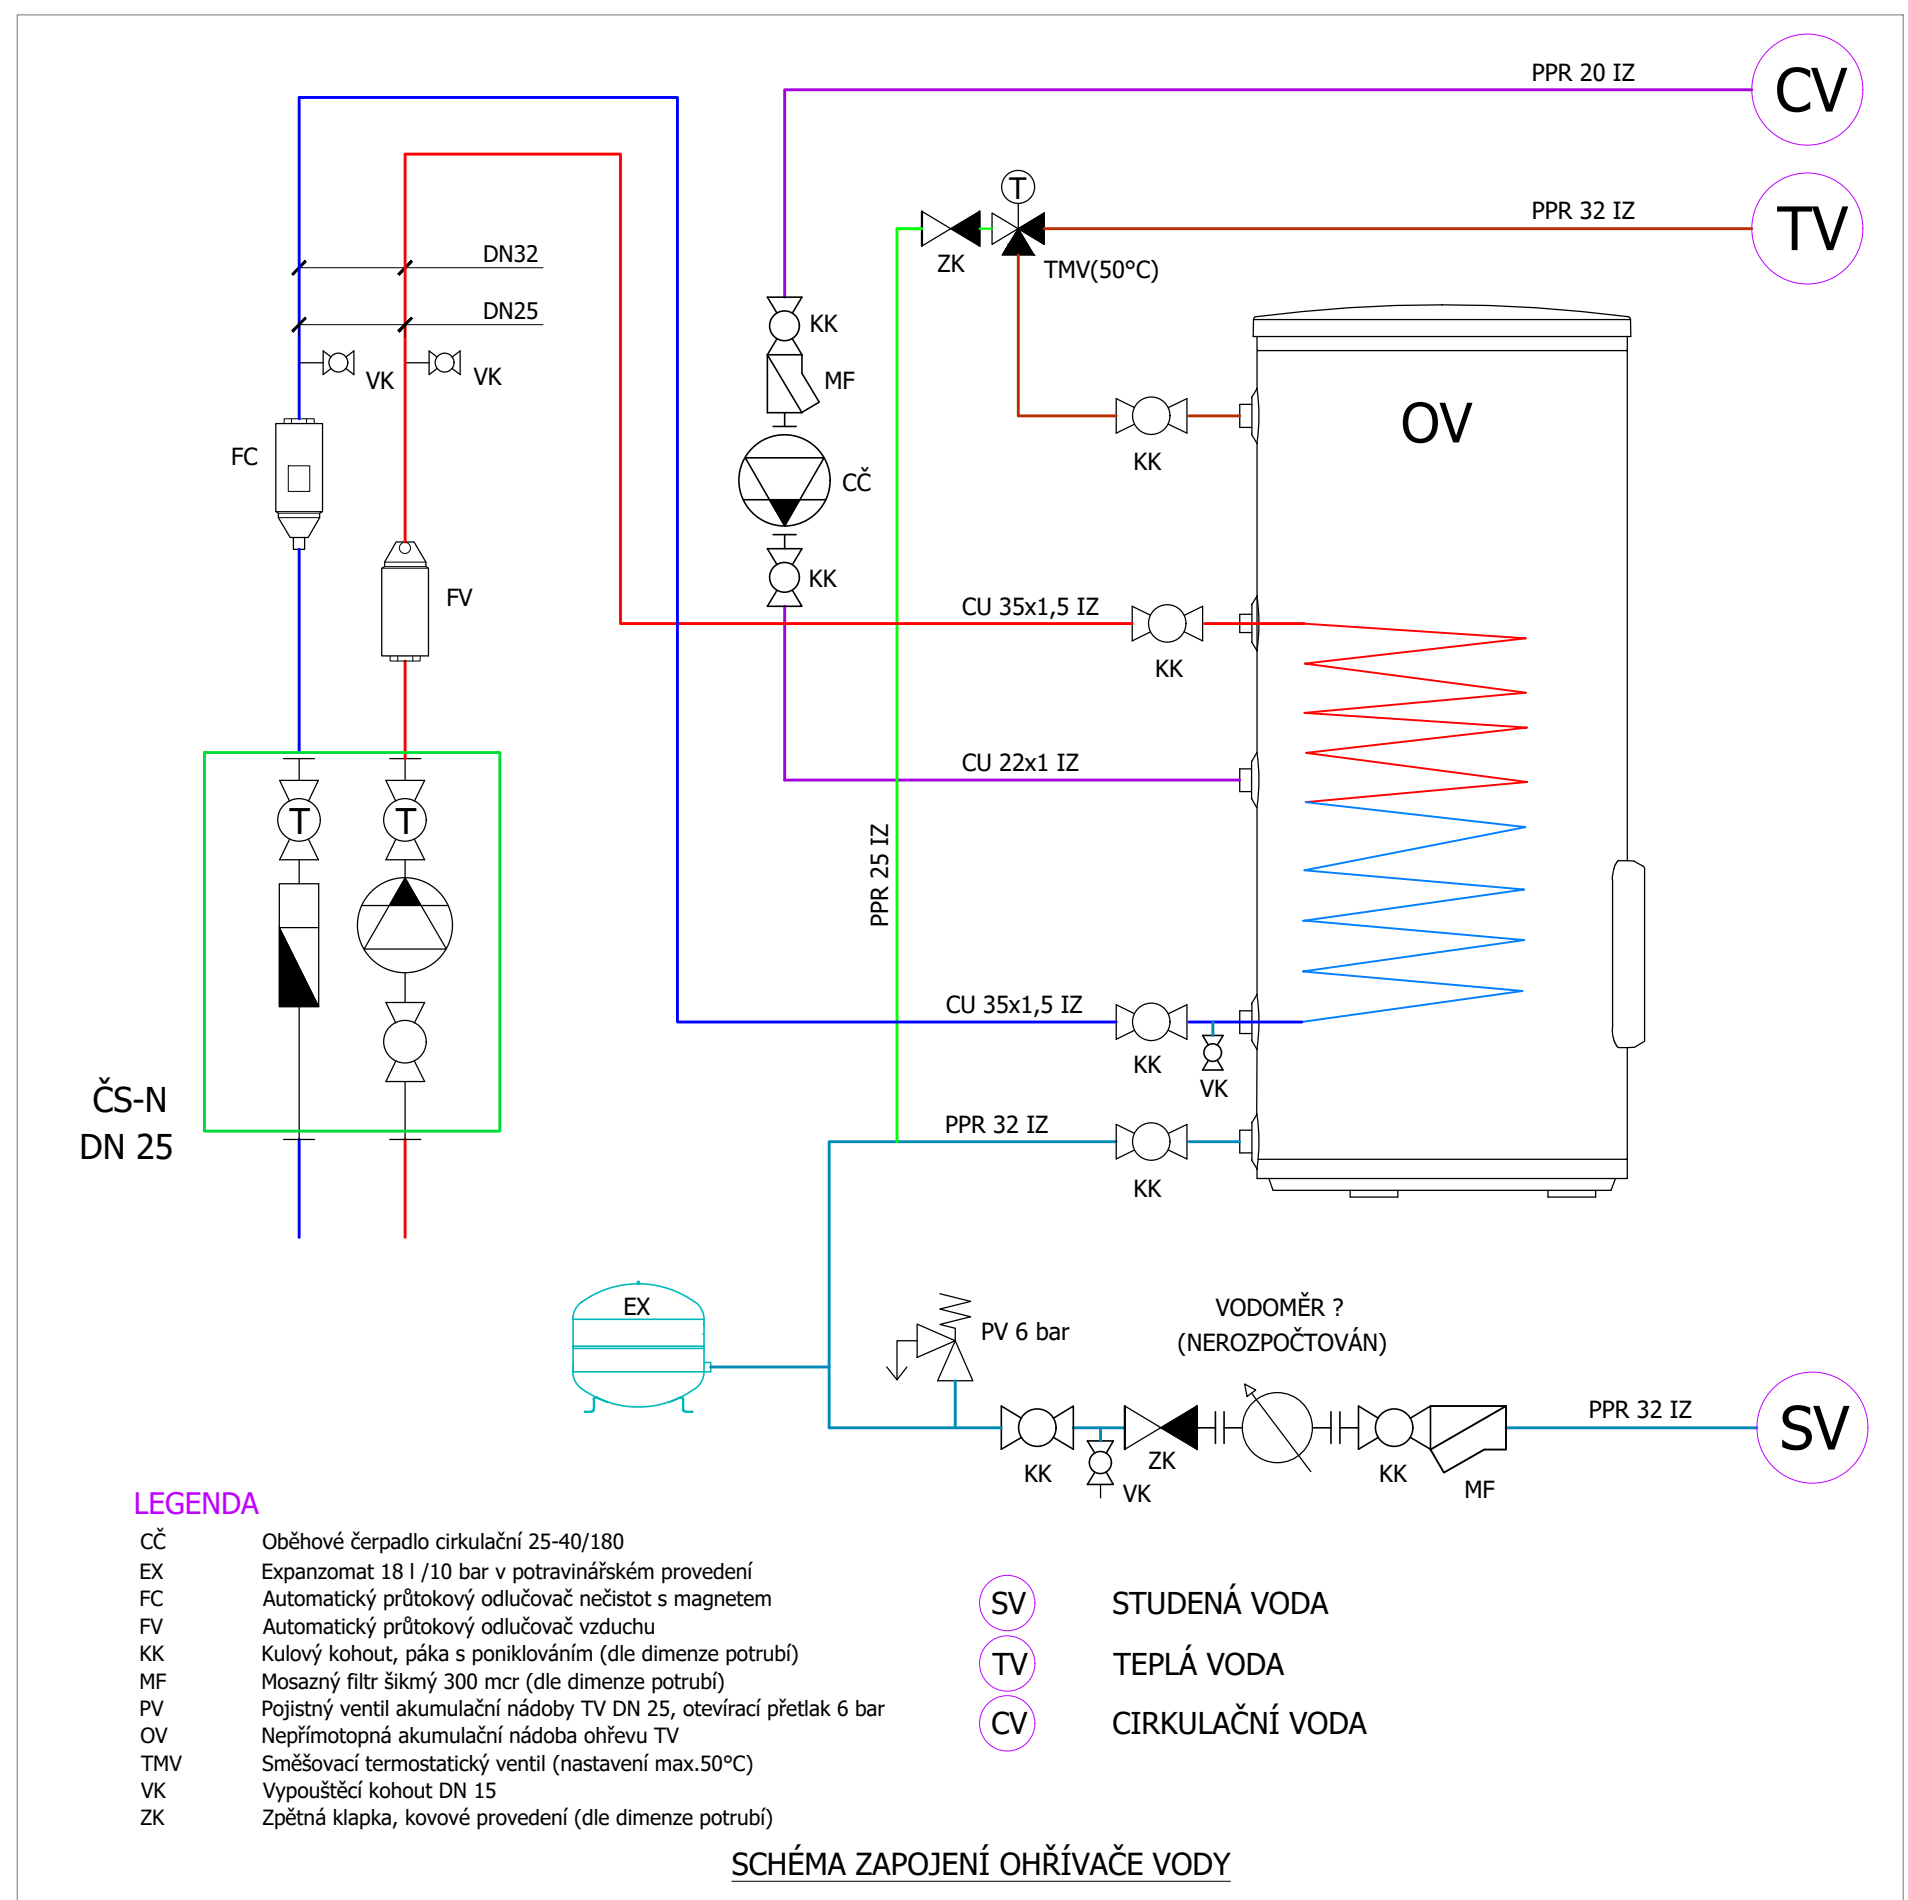 PPR 20 IZ
CV
PPR 32 IZ
TV
T
ZK
TMV(50°C)
DN32
DN25
VK
VK
KK
MF
CČ
KK
FC
FV
KK
OV
CU 35x1,5 IZ
KK
CU 22x1 IZ
T
T
PPR 25 IZ
CU 35x1,5 IZ
KK
VK
ČS-N
DN 25
PPR 32 IZ
KK
EX
PV 6 bar
VODOMĚR ?
(NEROZPOČTOVÁN)
PPR 32 IZ
SV
KK
VK
ZK
KK
MF
LEGENDA
CČ Oběhové čerpadlo cirkulační 25-40/180
EX Expanzomat 18 l /10 bar v potravinářském provedení
FC Automatický průtokový odlučovač nečistot s magnetem
FV Automatický průtokový odlučovač vzduchu
KK Kulový kohout, páka s poniklováním (dle dimenze potrubí)
MF Mosazný filtr šikmý 300 mcr (dle dimenze potrubí)
PV Pojistný ventil akumulační nádoby TV DN 25, otevírací přetlak 6 bar
OV Nepřímotopná akumulační nádoba ohřevu TV
TMV Směšovací termostatický ventil (nastavení max.50°C)
VK Vypouštěcí kohout DN 15
ZK Zpětná klapka, kovové provedení (dle dimenze potrubí)
SV STUDENÁ VODA
TV TEPLÁ VODA
CV CIRKULAČNÍ VODA
SCHÉMA ZAPOJENÍ OHŘÍVAČE VODY